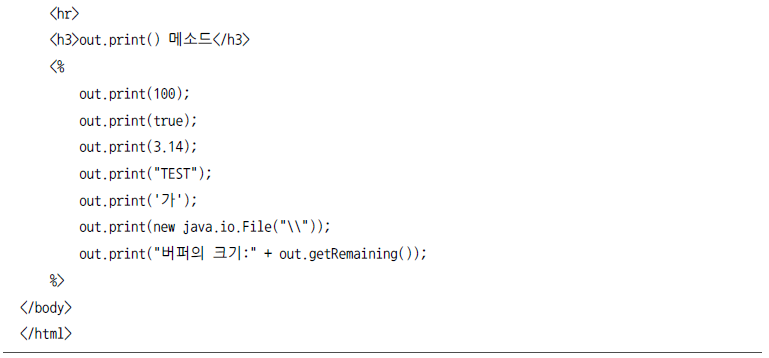 <hr>
<h3>out.print() 메소드</h3>
<%
out.print(100);
out.print(true);
out.print(3.14);
out.print("TEST");
out.print('가');
out.print(new java.io.File("\\"));
out.print("버퍼의 크기:" + out.getRemaining());
%>
</body>
</html>